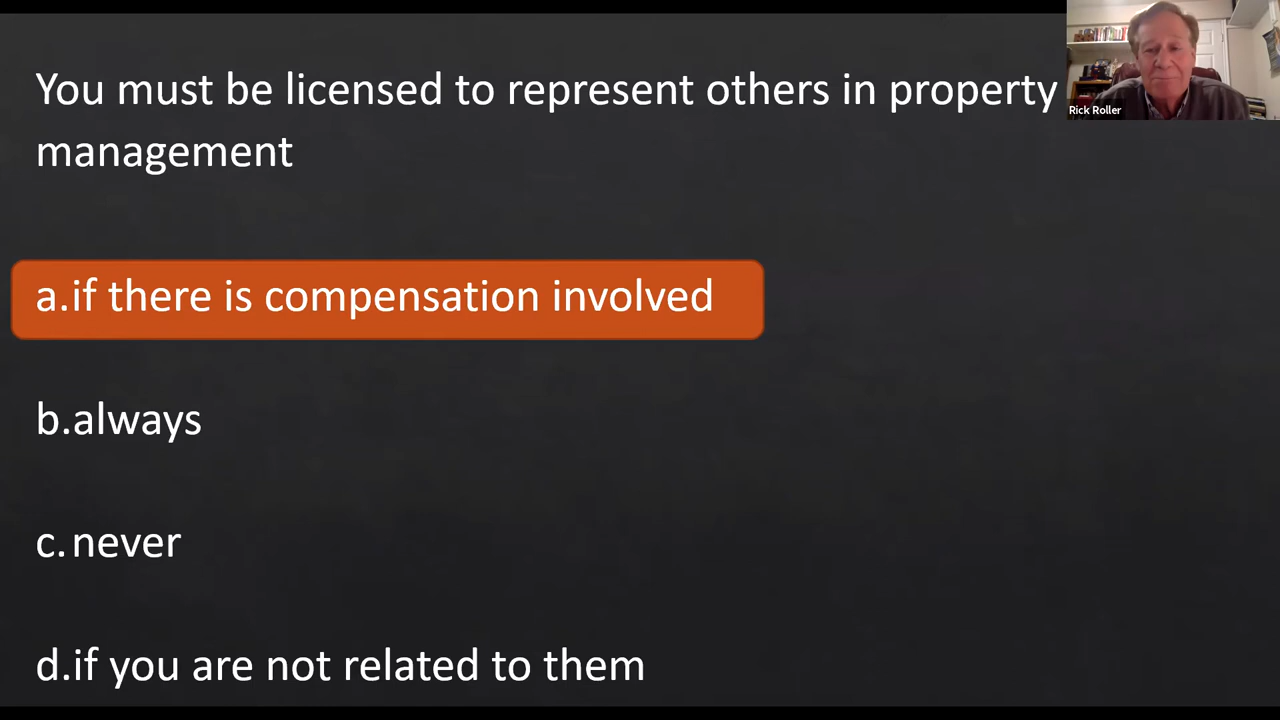 You must be licensed to represent others in property
management
Rick Roller
a.if there is compensation involved
b.always
c.never
d.if you are not related to them